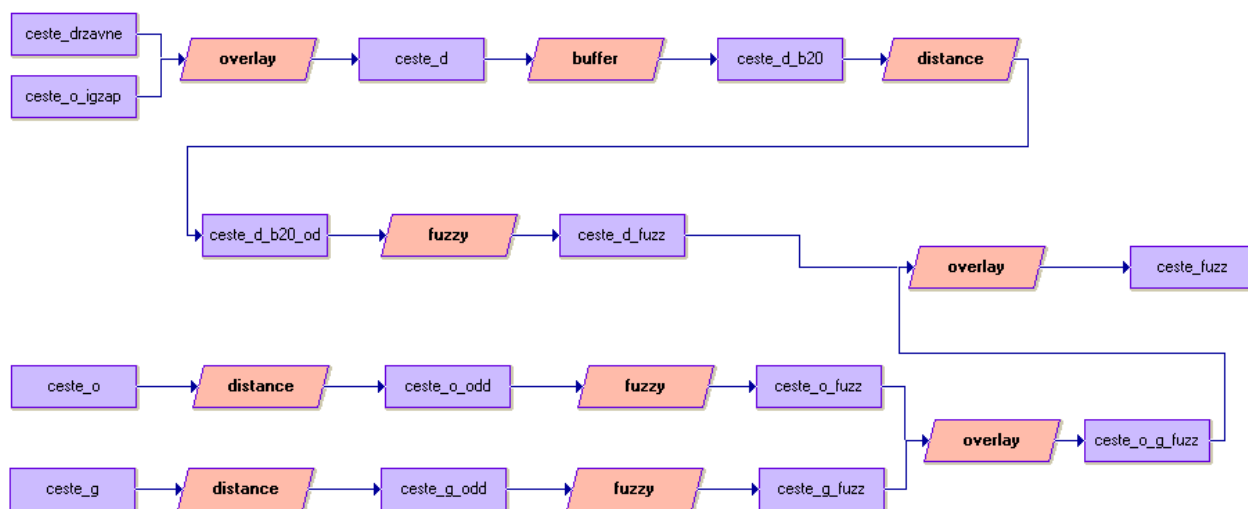 ceste_drzavne
overlay
ceste_d
buffer
ceste_d_b20
distance
ceste_o_igzap
ceste_d_b20_od
fuzzy
ceste_d_fuzz
overlay
ceste_fuzz
ceste_o
distance
ceste_o_odd
fuzzy
ceste_o_fuzz
overlay
ceste_o_g_fuzz
ceste_g
distance
ceste_g_odd
fuzzy
ceste_g_fuzz